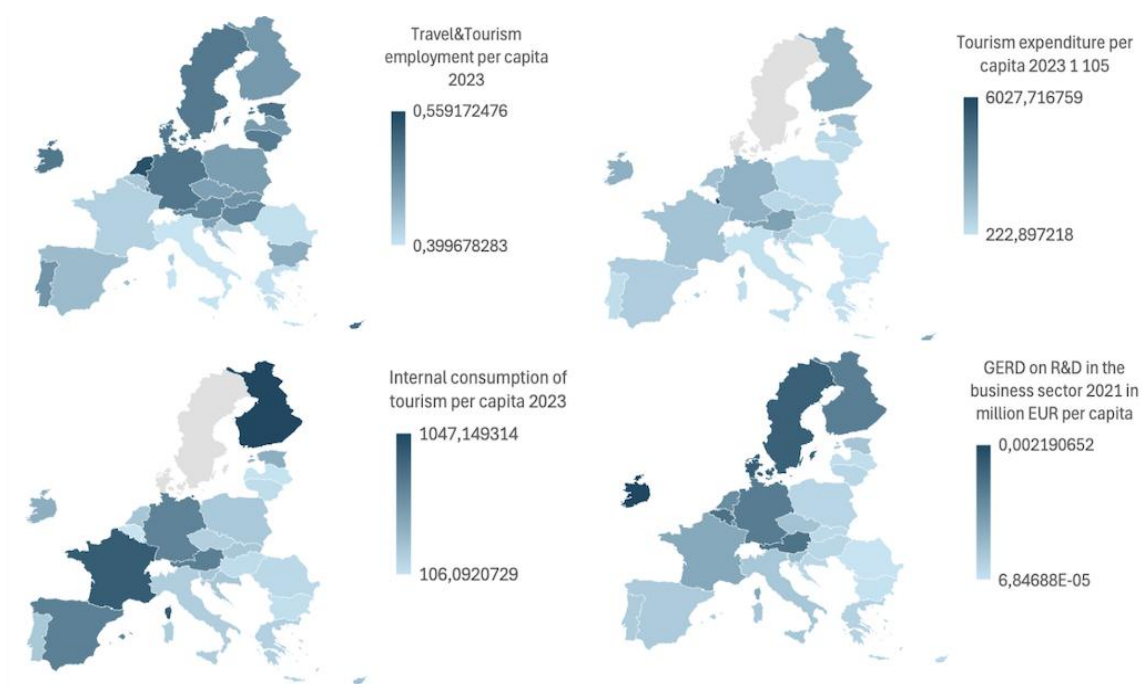 Travel&Tourism
employment per capita
2023
0,559172476
0,399678283
Tourism expenditure per
capita 2023 1 105
6027,716759
222,897218
Internal consumption of
tourism per capita 2023
1047,149314
106,0920729
GERD on R&D in the
business sector 2021 in
million EUR per capita
0,002190652
6,84688E-05